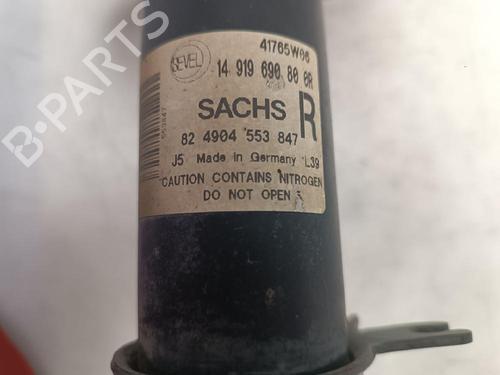 41765W06
SEVEL
14 919 690 80 0R
SACHS R
82 4904 553 847
J5 Made in Germany L39
CAUTION CONTAINS NITROGEN
DO NOT OPEN
B-PARTS